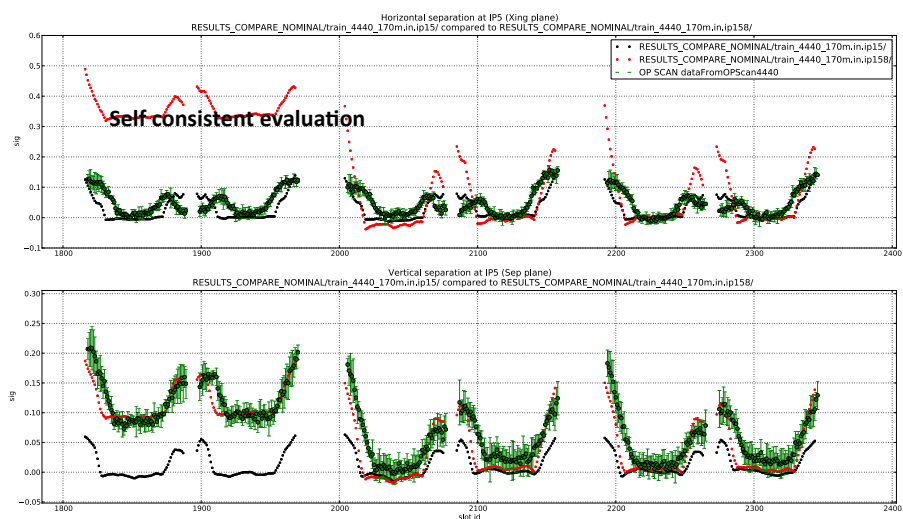 Horizontal separation at IP5 (Xing plane)
RESULTS_COMPARE_NOMINAL/train_4440_170m.in.ip15/ compared to RESULTS_COMPARE_NOMINAL/train_4440_170m.in.ip158/
0.6
0.5
0.4
0.3
0.2
0.1
0.0
−0.1
sig
RESULTS_COMPARE_NOMINAL/train_4440_170m.in.ip15/
RESULTS_COMPARE_NOMINAL/train_4440_170m.in.ip158/
OP SCAN dataFromOPScan4440
Self consistent evaluation
1800 1900 2000 2100 2200 2300 2400
Vertical separation at IP5 (Sep plane)
RESULTS_COMPARE_NOMINAL/train_4440_170m.in.ip15/ compared to RESULTS_COMPARE_NOMINAL/train_4440_170m.in.ip158/
0.30
0.25
0.20
0.15
0.10
0.05
0.00
−0.05
sig
1800 1900 2000 2100 2200 2300 2400
slot id